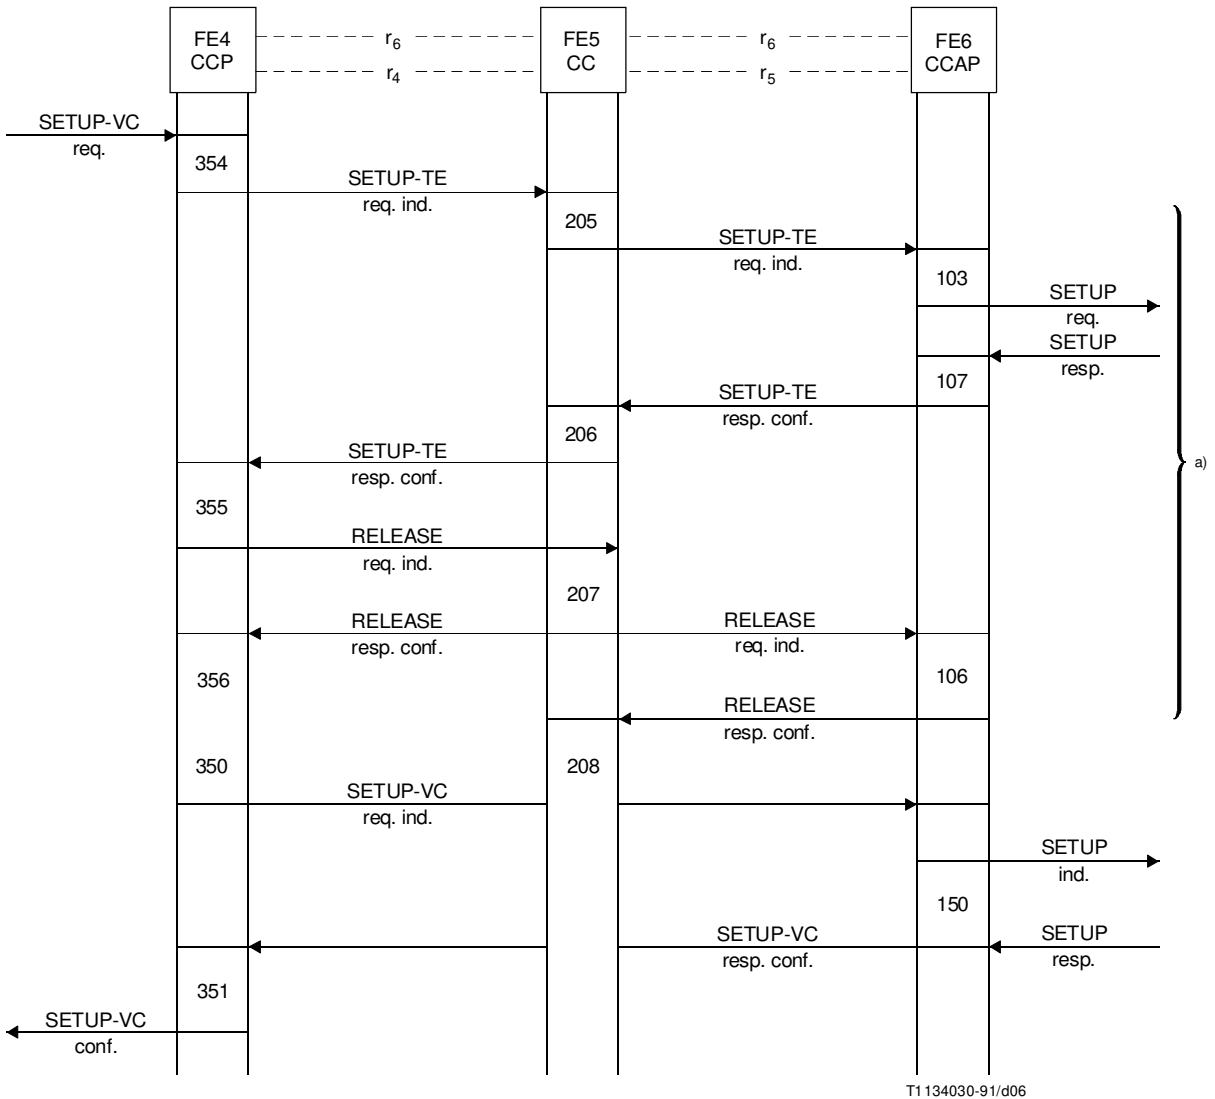 FE4
CCP
r6
FE5
CC
r6
FE6
CCAP
r4
r5
SETUP-VC
req.
354
SETUP-TE
req. ind.
205
SETUP-TE
req. ind.
103
SETUP
req.
SETUP
resp.
107
SETUP-TE
resp. conf.
206
SETUP-TE
resp. conf.
a)
355
RELEASE
req. ind.
207
RELEASE
resp. conf.
RELEASE
req. ind.
356
106
RELEASE
resp. conf.
350
208
SETUP-VC
req. ind.
SETUP
ind.
150
SETUP-VC
resp. conf.
SETUP
resp.
351
SETUP-VC
conf.
T1134030-91/d06